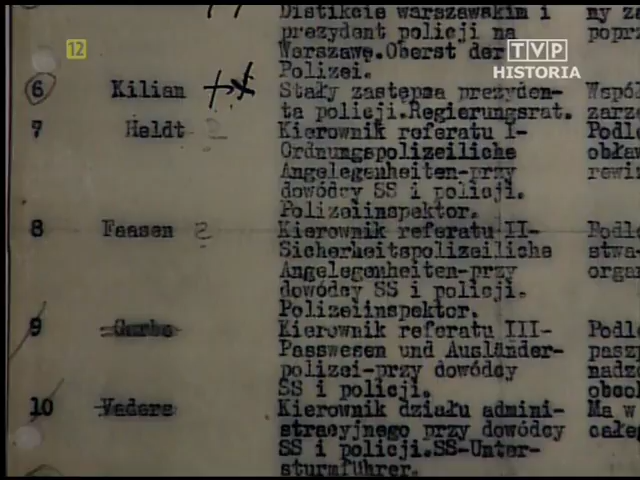 Distikcie warszawskim i
prezydent policji na
Warszawę.Oberst der
Polizei.
12
TVP
HISTORIA
6 Kilian Stały zastępca prezyden-
ta policji.Regierungsrat.
7 Heldt Kierownik referatu I-
Ordnungspolizeiliche
Angelegenheiten-przy
dowódcy SS i policji.
Polizeiinspektor.
8 Faasen Kierownik referatu II-
Sicherheitspolizeiliche
Angelegenheiten-przy
dowódcy SS i policji.
Polizeiinspektor.
9 Kierownik referatu III-
Passwesen und Ausländer-
polizei-przy dowódcy
SS i policji.
10 Kierownik działu admini-
stracyjnego przy dowódcy
SS i policji.SS-Unter-
sturmführer.